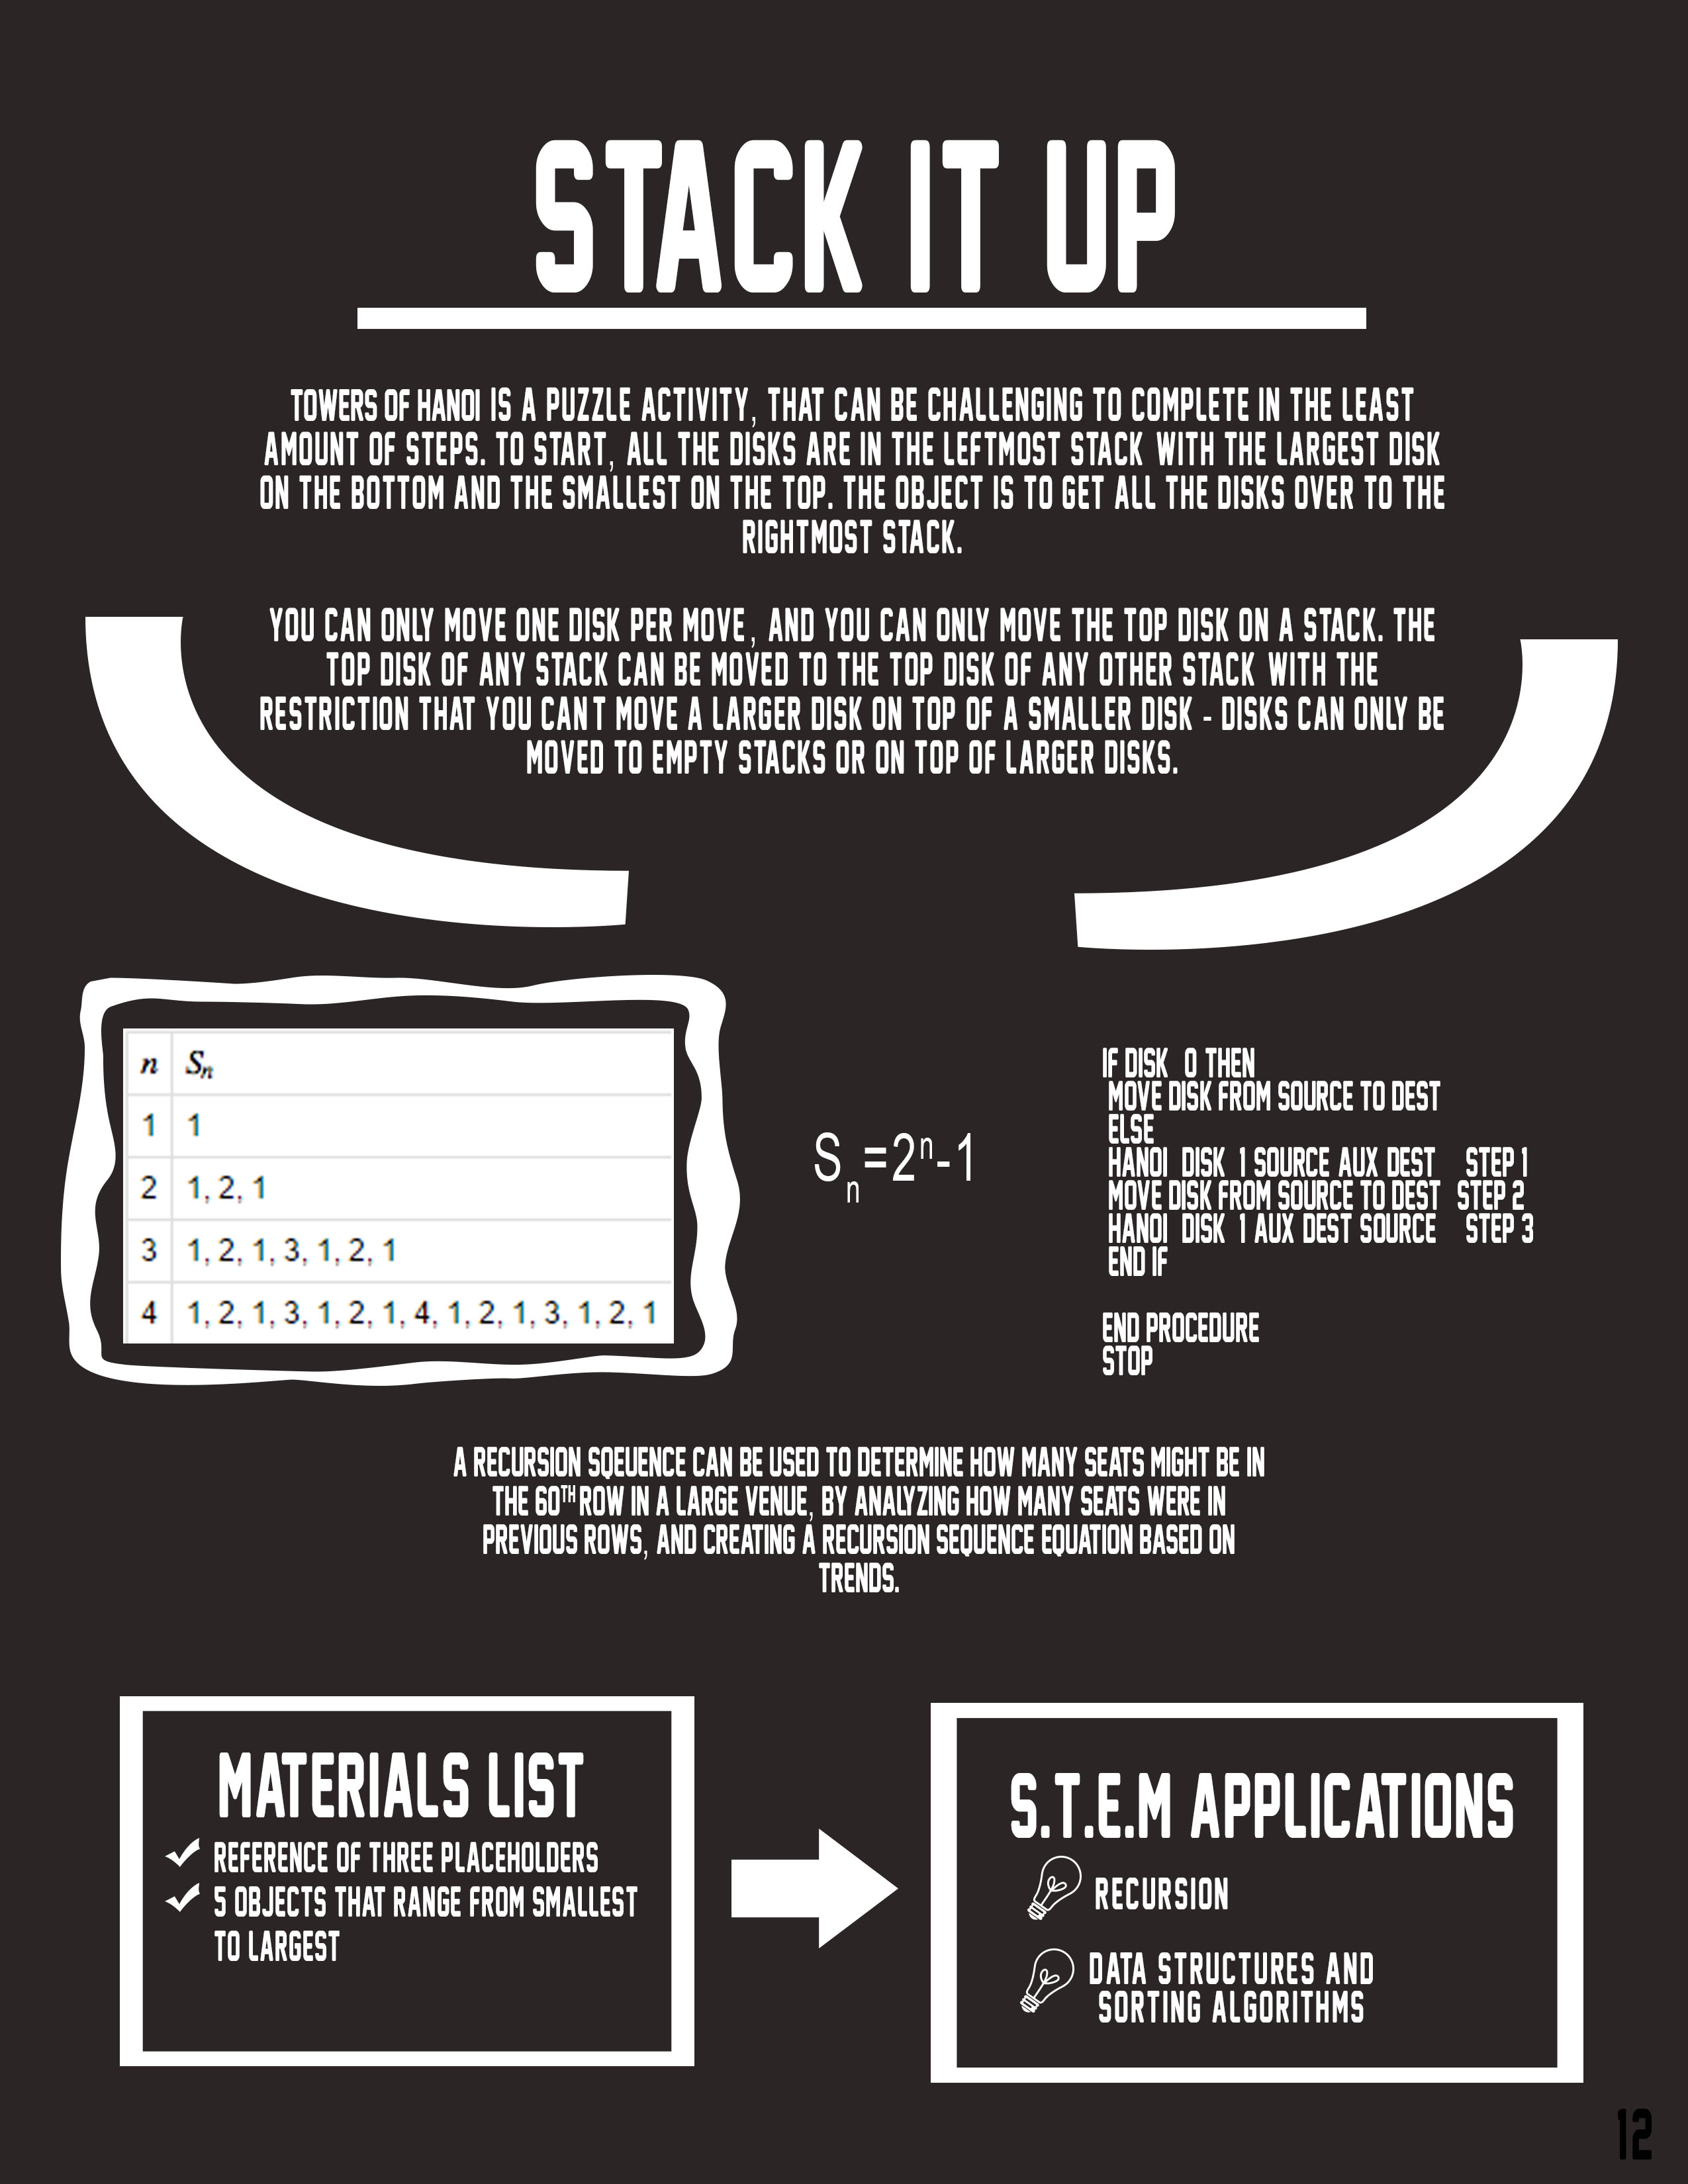 STACK IT UP
TOWERS OF HANOI IS A PUZZLE ACTIVITY, THAT CAN BE CHALLENGING TO COMPLETE IN THE LEAST
AMOUNT OF STEPS. TO START, ALL THE DISKS ARE IN THE LEFTMOST STACK WITH THE LARGEST DISK
ON THE BOTTOM AND THE SMALLEST ON THE TOP. THE OBJECT IS TO GET ALL THE DISKS OVER TO THE
RIGHTMOST STACK.
YOU CAN ONLY MOVE ONE DISK PER MOVE, AND YOU CAN ONLY MOVE THE TOP DISK ON A STACK. THE
TOP DISK OF ANY STACK CAN BE MOVED TO THE TOP DISK OF ANY OTHER STACK WITH THE
RESTRICTION THAT YOU CAN T MOVE A LARGER DISK ON TOP OF A SMALLER DISK - DISKS CAN ONLY BE
MOVED TO EMPTY STACKS OR ON TOP OF LARGER DISKS.
n Sₙ
1 1
2 1, 2, 1
3 1, 2, 1, 3, 1, 2, 1
4 1, 2, 1, 3, 1, 2, 1, 4, 1, 2, 1, 3, 1, 2, 1
Sₙ=2ⁿ-1
IF DISK 0 THEN
MOVE DISK FROM SOURCE TO DEST
ELSE
HANOI DISK 1 SOURCE AUX DEST STEP 1
MOVE DISK FROM SOURCE TO DEST STEP 2
HANOI DISK 1 AUX DEST SOURCE STEP 3
END IF
END PROCEDURE
STOP
A RECURSION SQEUENCE CAN BE USED TO DETERMINE HOW MANY SEATS MIGHT BE IN
THE 60TH ROW IN A LARGE VENUE, BY ANALYZING HOW MANY SEATS WERE IN
PREVIOUS ROWS, AND CREATING A RECURSION SEQUENCE EQUATION BASED ON
TRENDS.
MATERIALS LIST
REFERENCE OF THREE PLACEHOLDERS
5 OBJECTS THAT RANGE FROM SMALLEST
TO LARGEST
S.T.E.M APPLICATIONS
RECURSION
DATA STRUCTURES AND
SORTING ALGORITHMS
12